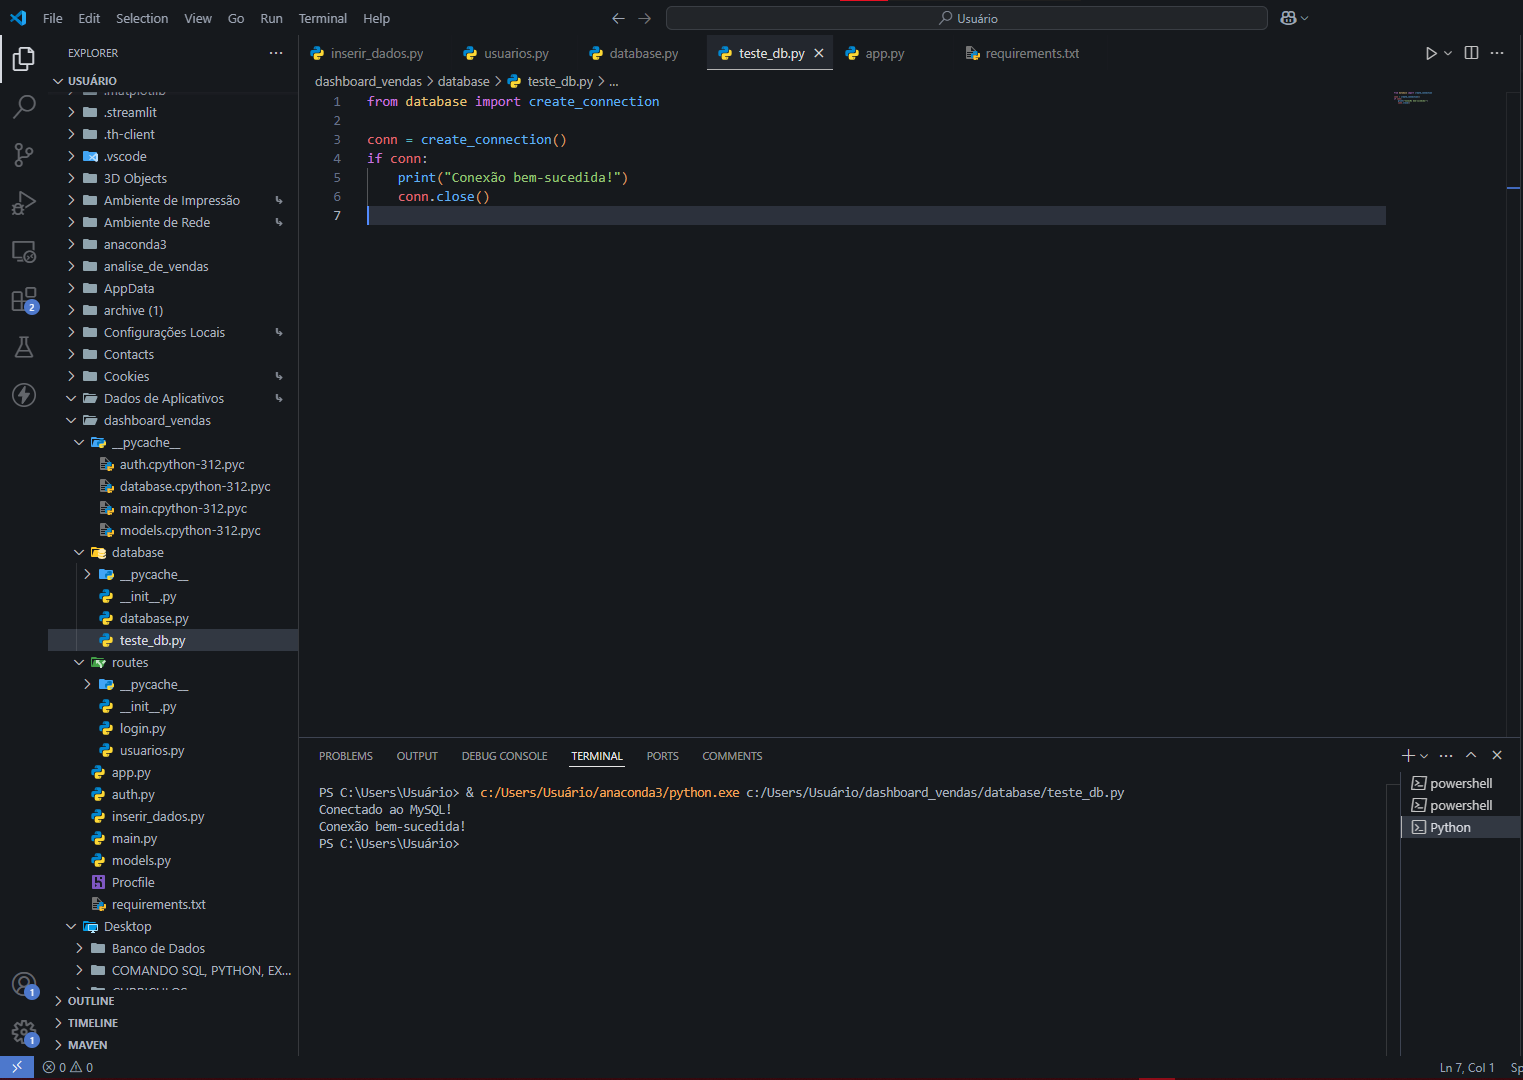 File Edit Selection View Go Run Terminal Help
Usuário
EXPLORER
USUÁRIO
.matplotlib
.streamlit
.th-client
.vscode
3D Objects
Ambiente de Impressão
Ambiente de Rede
anaconda3
analise_de_vendas
AppData
archive (1)
Configurações Locais
Contacts
Cookies
Dados de Aplicativos
dashboard_vendas
__pycache__
auth.cpython-312.pyc
database.cpython-312.pyc
main.cpython-312.pyc
models.cpython-312.pyc
database
__pycache__
__init__.py
database.py
teste_db.py
routes
__pycache__
__init__.py
login.py
usuarios.py
app.py
auth.py
inserir_dados.py
main.py
models.py
Procfile
requirements.txt
Desktop
Banco de Dados
COMANDO SQL, PYTHON, EX...
CURRICULOS
OUTLINE
TIMELINE
MAVEN
2
1
1
inserir_dados.py usuarios.py database.py teste_db.py app.py requirements.txt
dashboard_vendas > database > teste_db.py > ...
1 from database import create_connection
2
3 conn = create_connection()
4 if conn:
5 print("Conexão bem-sucedida!")
6 conn.close()
7
PROBLEMS OUTPUT DEBUG CONSOLE TERMINAL PORTS COMMENTS
PS C:\Users\Usuário> & c:/Users/Usuário/anaconda3/python.exe c:/Users/Usuário/dashboard_vendas/database/teste_db.py
Conectado ao MySQL!
Conexão bem-sucedida!
PS C:\Users\Usuário>
powershell
powershell
Python
0 0
Ln 7, Col 1 Sp